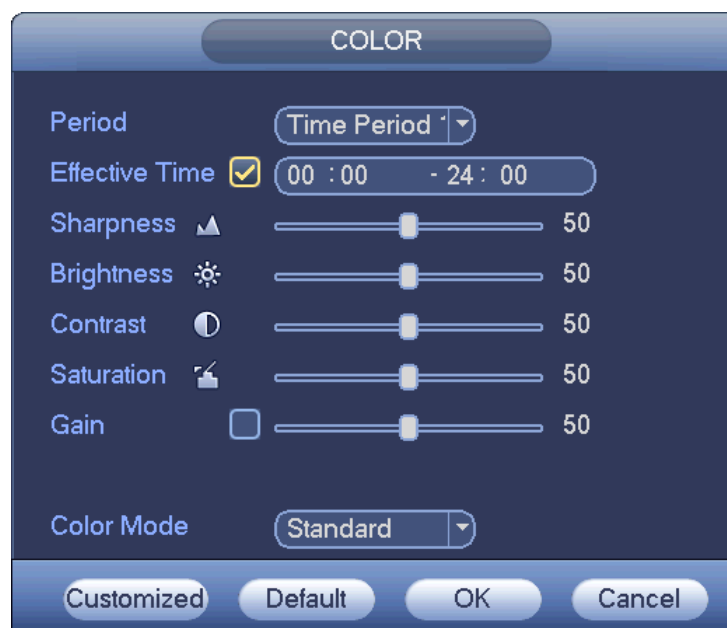 COLOR
Period Time Period 1
Effective Time 00 : 00 - 24 : 00
Sharpness 50
Brightness 50
Contrast 50
Saturation 50
Gain 50
Color Mode Standard
Customized Default OK Cancel